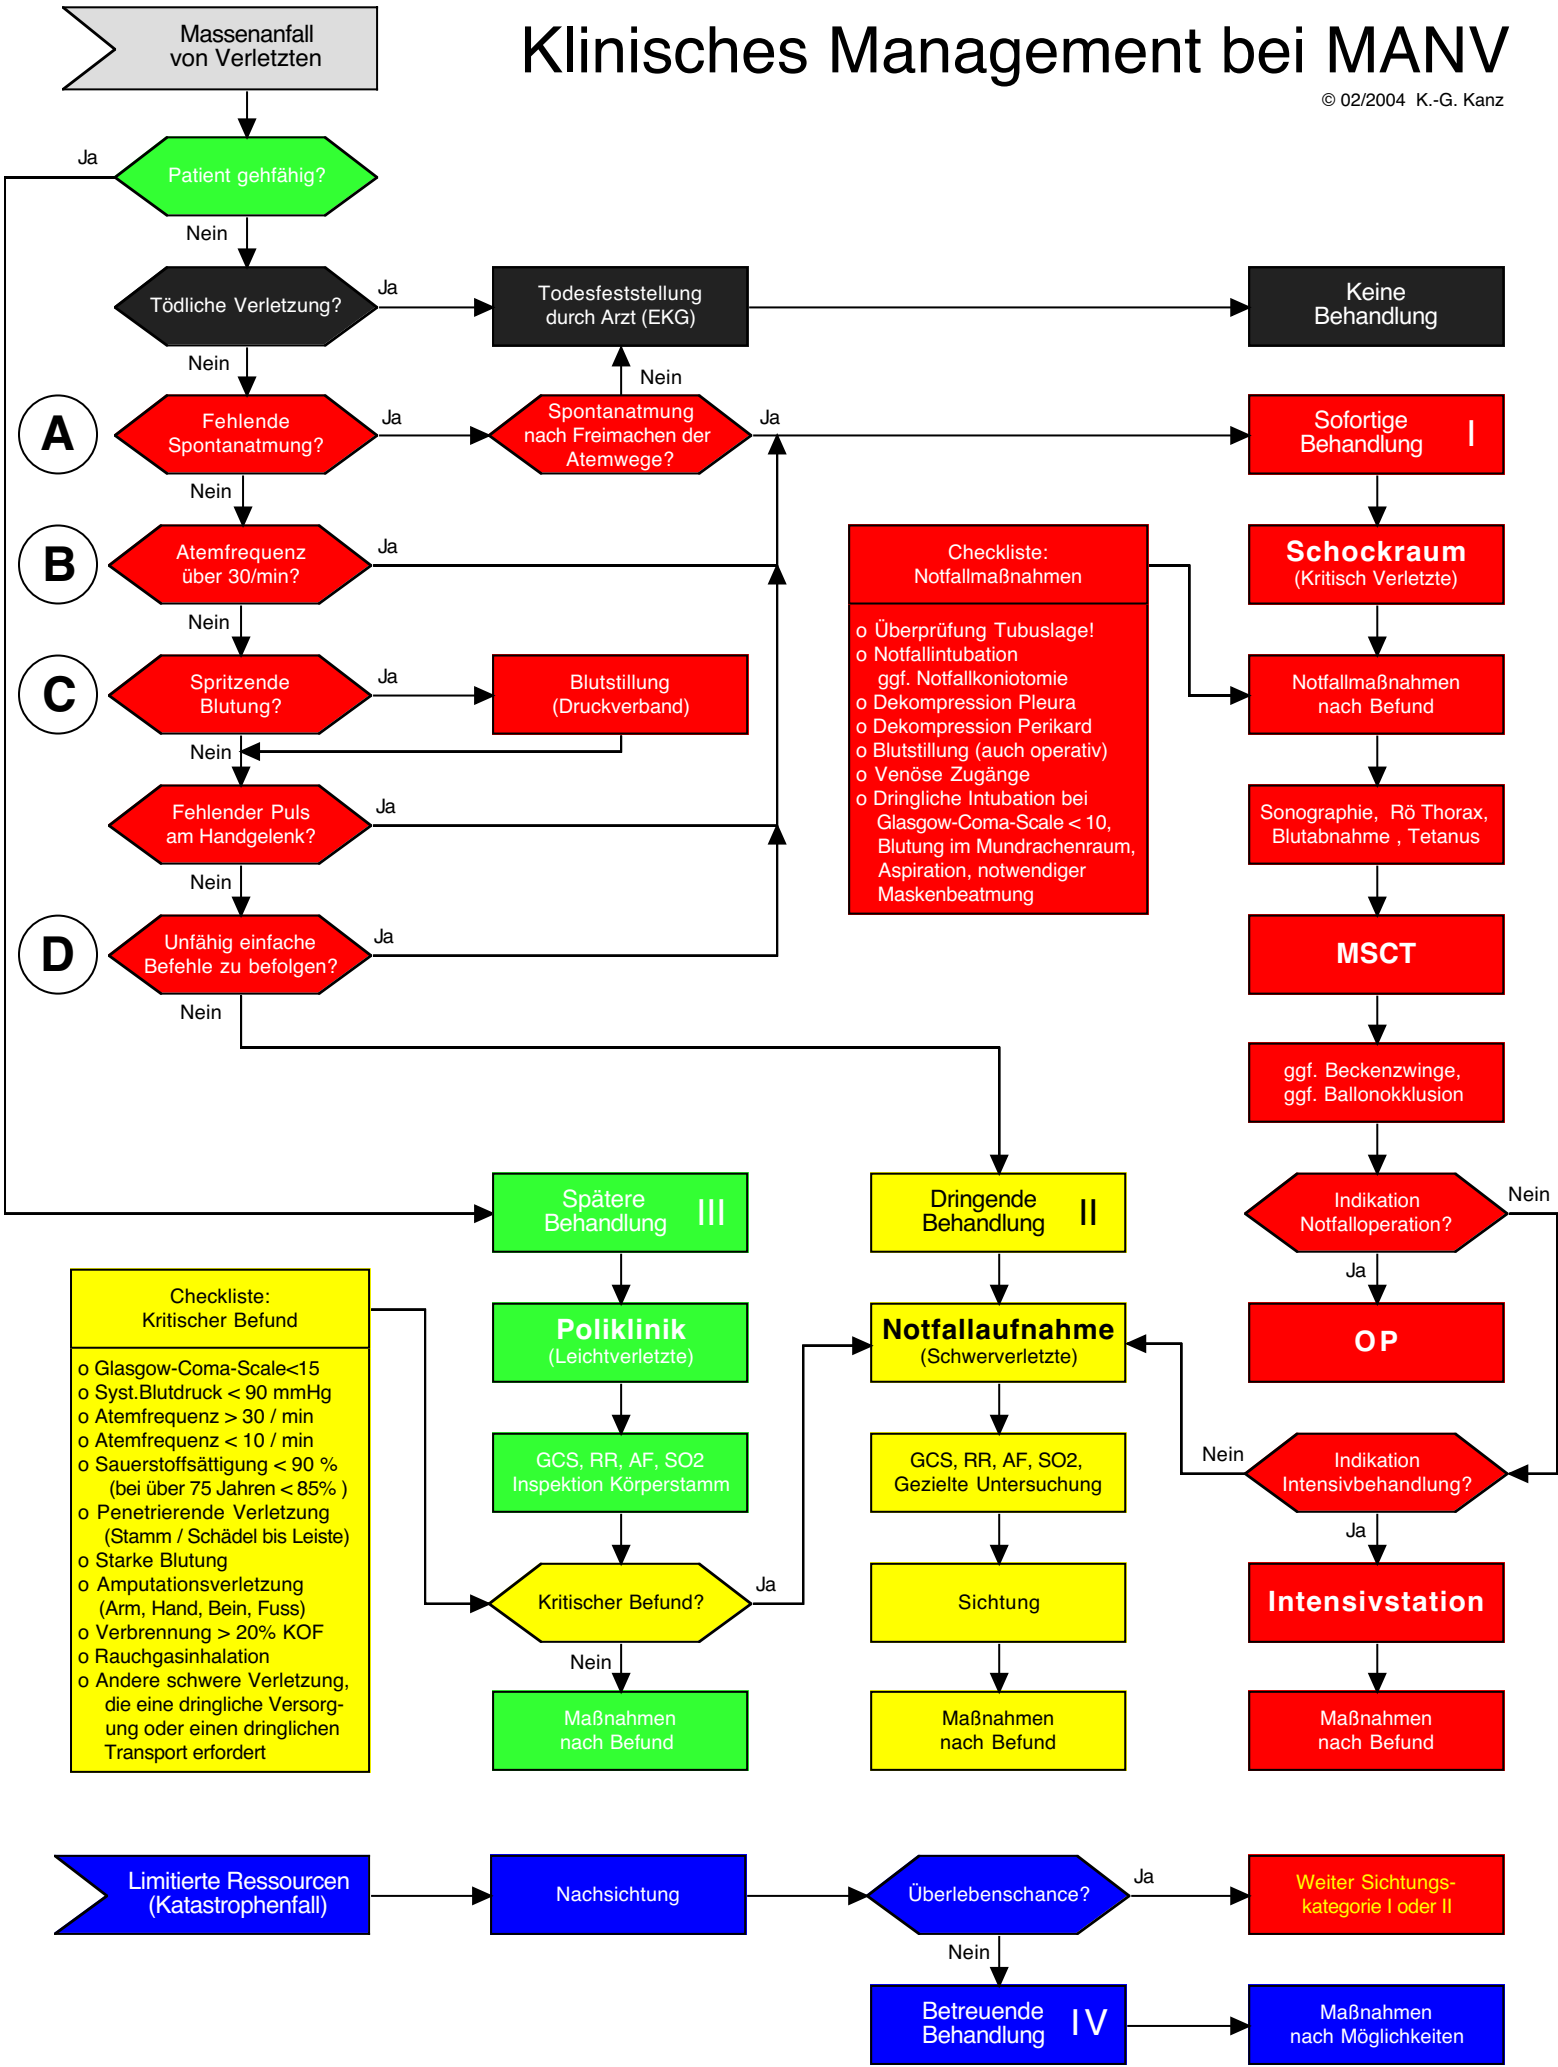 Massenanfall
von Verletzten
Klinisches Management bei MANV
© 02/2004 K.-G. Kanz
Ja
Patient gehfähig?
Nein
Tödliche Verletzung?
Ja
Todesfeststellung
durch Arzt (EKG)
Keine
Behandlung
Nein
Nein
A
Fehlende
Spontanatmung?
Ja
Spontanatmung
nach Freimachen der
Atemwege?
Ja
Sofortige
Behandlung I
Nein
B
Atemfrequenz
über 30/min?
Ja
Checkliste:
Notfallmaßnahmen
o Überprüfung Tubuslage!
o Notfallintubation
ggf. Notfallkoniotomie
o Dekompression Pleura
o Dekompression Perikard
o Blutstillung (auch operativ)
o Venöse Zugänge
o Dringliche Intubation bei
Glasgow-Coma-Scale < 10,
Blutung im Mundrachenraum,
Aspiration, notwendiger
Maskenbeatmung
Schockraum
(Kritisch Verletzte)
Nein
C
Spritzende
Blutung?
Ja
Blutstillung
(Druckverband)
Notfallmaßnahmen
nach Befund
Nein
Fehlender Puls
am Handgelenk?
Ja
Sonographie, Rö Thorax,
Blutabnahme , Tetanus
Nein
D
Unfähig einfache
Befehle zu befolgen?
Ja
MSCT
Nein
ggf. Beckenzwinge,
ggf. Ballonokklusion
Spätere
Behandlung III
Dringende
Behandlung II
Indikation
Notfalloperation?
Nein
Ja
Checkliste:
Kritischer Befund
o Glasgow-Coma-Scale<15
o Syst.Blutdruck < 90 mmHg
o Atemfrequenz > 30 / min
o Atemfrequenz < 10 / min
o Sauerstoffsättigung < 90 %
(bei über 75 Jahren < 85% )
o Penetrierende Verletzung
(Stamm / Schädel bis Leiste)
o Starke Blutung
o Amputationsverletzung
(Arm, Hand, Bein, Fuss)
o Verbrennung > 20% KOF
o Rauchgasinhalation
o Andere schwere Verletzung,
die eine dringliche Versorg-
ung oder einen dringlichen
Transport erfordert
Poliklinik
(Leichtverletzte)
Notfallaufnahme
(Schwerverletzte)
OP
GCS, RR, AF, SO2
Inspektion Körperstamm
GCS, RR, AF, SO2,
Gezielte Untersuchung
Nein
Indikation
Intensivbehandlung?
Ja
Kritischer Befund?
Ja
Sichtung
Intensivstation
Nein
Maßnahmen
nach Befund
Maßnahmen
nach Befund
Maßnahmen
nach Befund
Limitierte Ressourcen
(Katastrophenfall)
Nachsichtung
Überlebenschance?
Ja
Weiter Sichtungs-
kategorie I oder II
Nein
Betreuende
Behandlung IV
Maßnahmen
nach Möglichkeiten